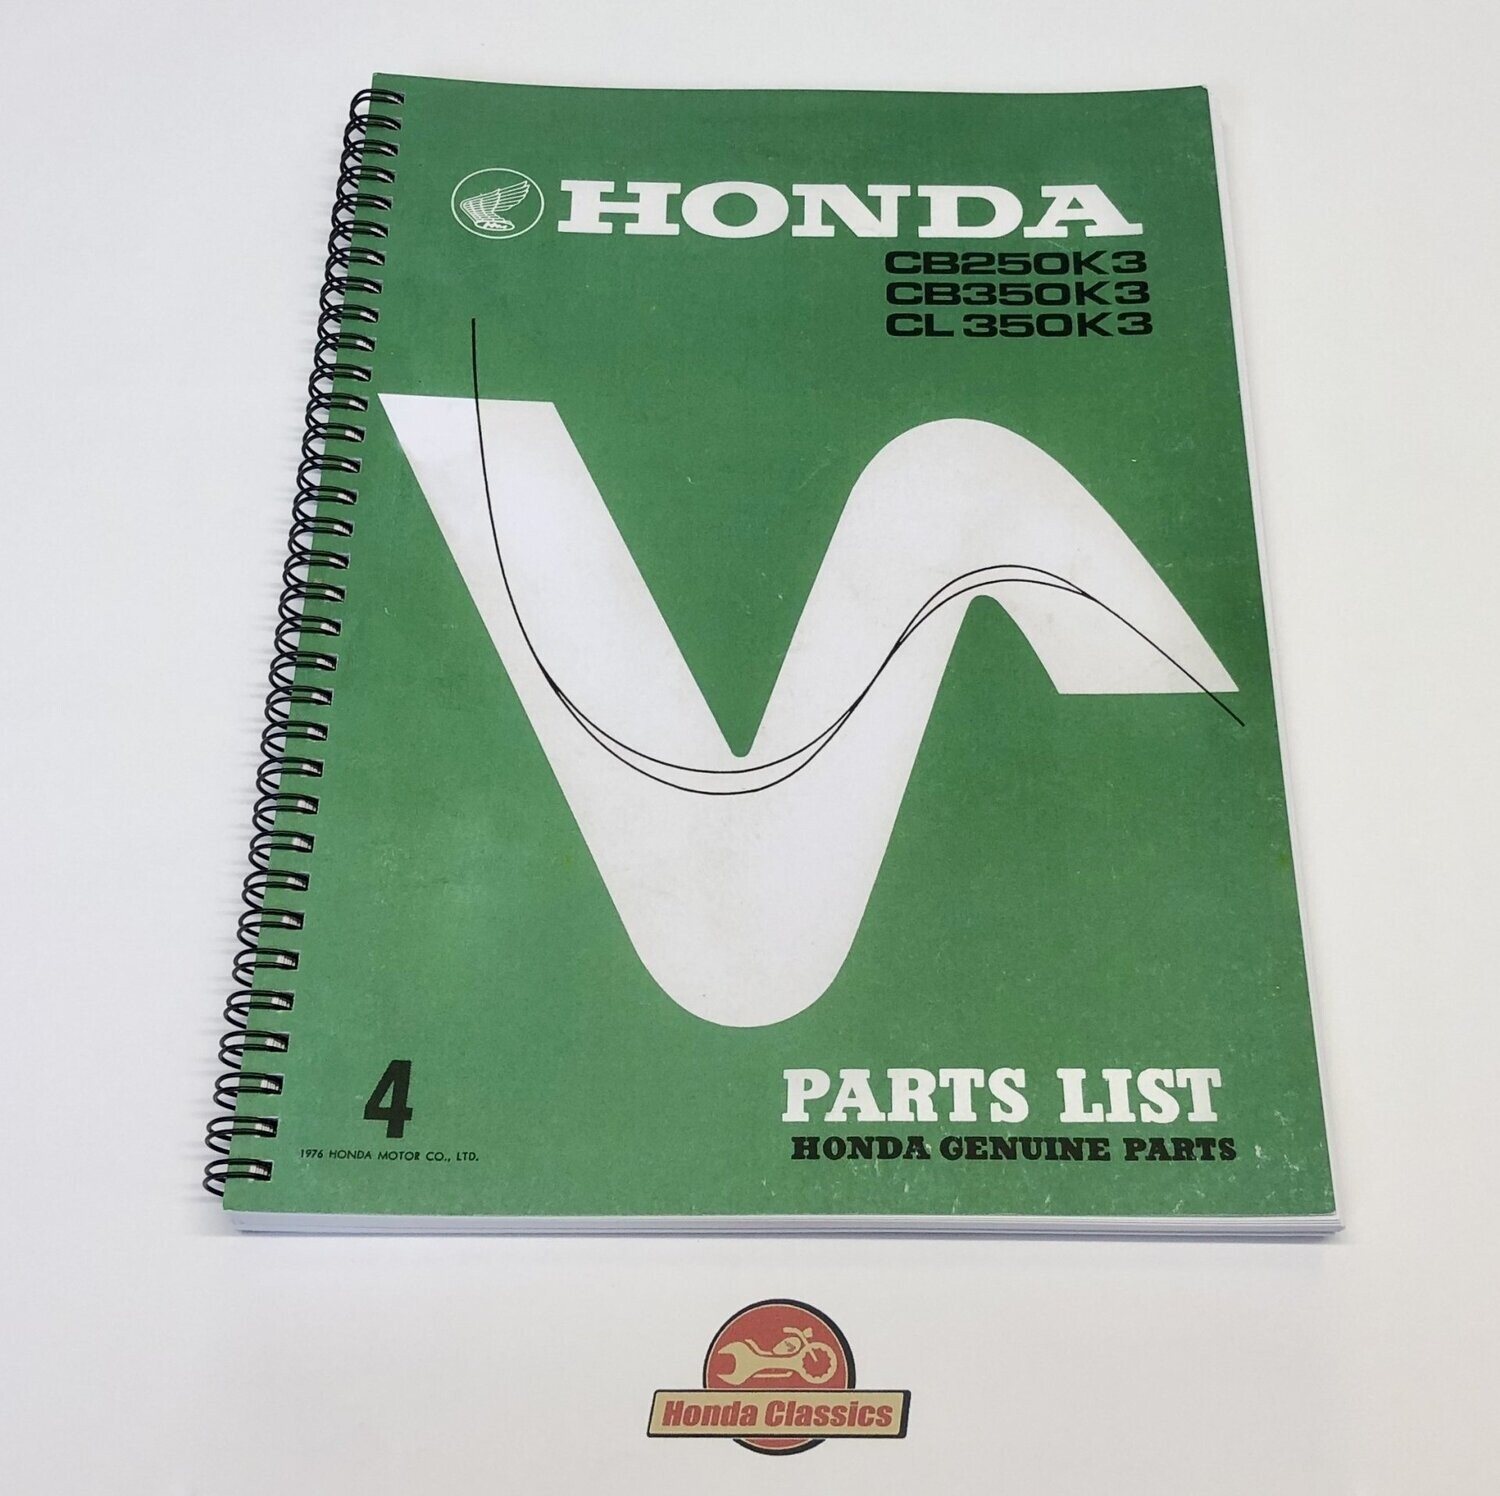 HONDA
CB250K3
CB350K3
CL350K3
4
1976 HONDA MOTOR CO., LTD.
PARTS LIST
HONDA GENUINE PARTS
Honda Classics